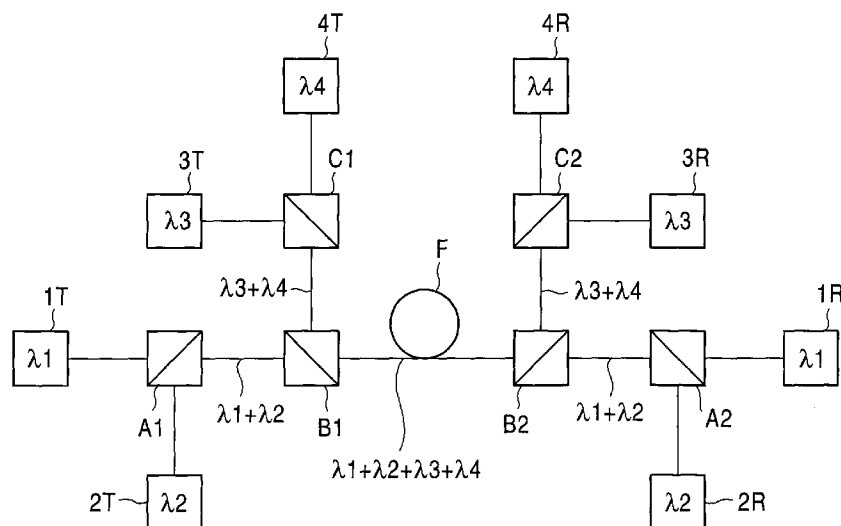 4T
4R
λ4
λ4
3T
C1
C2
3R
λ3
λ3
F
λ3+λ4
λ3+λ4
1T
1R
λ1
λ1
A1
λ1+λ2
B1
B2
λ1+λ2
A2
λ1+λ2+λ3+λ4
2T
λ2
λ2
2R